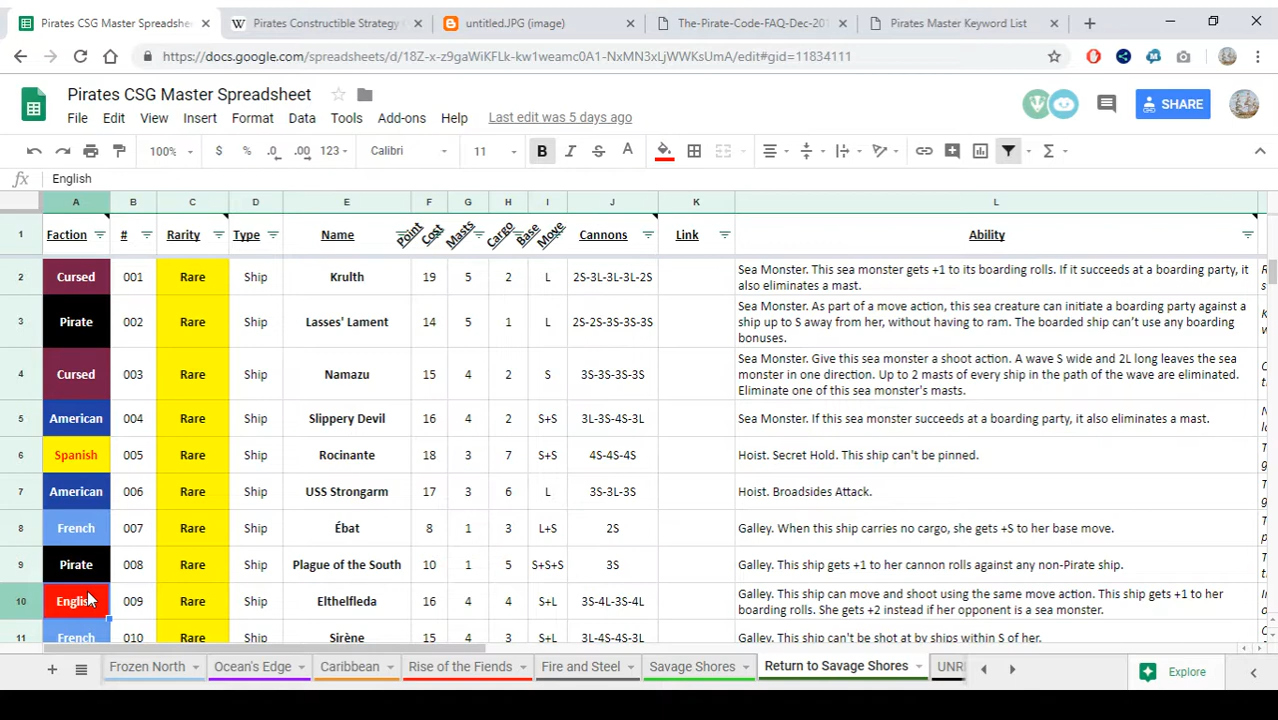 Pirates CSG Master Spreadshee
Pirates Constructible Strategy
untitled.JPG (image)
The-Pirate-Code-FAQ-Dec-201
Pirates Master Keyword List
https://docs.google.com/spreadsheets/d/18Z-x-z9gaWiKFLk-kw1weamc0A1-NxMN3xLjWWKsUmA/edit#gid=11834111
Pirates CSG Master Spreadsheet
SHARE
File Edit View Insert Format Data Tools Add-ons Help Last edit was 5 days ago
100% $ % .0 .00 123 Calibri 11 B I S A
fx English
A B C D E F G H I J K L
1 Faction # Rarity Type Name Point Cost Masts Cargo Base Move Cannons Link Ability
2 Cursed 001 Rare Ship Krulth 19 5 2 L 2S-3L-3L-3L-2S Sea Monster. This sea monster gets +1 to its boarding rolls. If it succeeds at a boarding party, it
also eliminates a mast.
3 Pirate 002 Rare Ship Lasses' Lament 14 5 1 L 2S-2S-3S-3S-3S Sea Monster. As part of a move action, this sea creature can initiate a boarding party against a
ship up to S away from her, without having to ram. The boarded ship can't use any boarding
bonuses.
4 Cursed 003 Rare Ship Namazu 15 4 2 S 3S-3S-3S-3S Sea Monster. Give this sea monster a shoot action. A wave S wide and 2L long leaves the sea
monster in one direction. Up to 2 masts of every ship in the path of the wave are eliminated.
Eliminate one of this sea monster's masts.
5 American 004 Rare Ship Slippery Devil 16 4 2 S+S 3L-3S-4S-3L Sea Monster. If this sea monster succeeds at a boarding party, it also eliminates a mast.
6 Spanish 005 Rare Ship Rocinante 18 3 7 S+S 4S-4S-4S Hoist. Secret Hold. This ship can't be pinned.
7 American 006 Rare Ship USS Strongarm 17 3 6 L 3S-3L-3S Hoist. Broadsides Attack.
8 French 007 Rare Ship Ébat 8 1 3 L+S 2S Galley. When this ship carries no cargo, she gets +S to her base move.
9 Pirate 008 Rare Ship Plague of the South 10 1 5 S+S+S 3S Galley. This ship gets +1 to her cannon rolls against any non-Pirate ship.
10 English 009 Rare Ship Elthelfleda 16 4 4 S+L 3S-4L-3S-4L Galley. This ship can move and shoot using the same move action. This ship gets +1 to her
boarding rolls. She gets +2 instead if her opponent is a sea monster.
11 French 010 Rare Ship Sirène 15 4 3 S+L 3L-4S-4S-3L Galley. This ship can't be shot at by ships within S of her.
Frozen North Ocean's Edge Caribbean Rise of the Fiends Fire and Steel Savage Shores Return to Savage Shores UNR
Explore